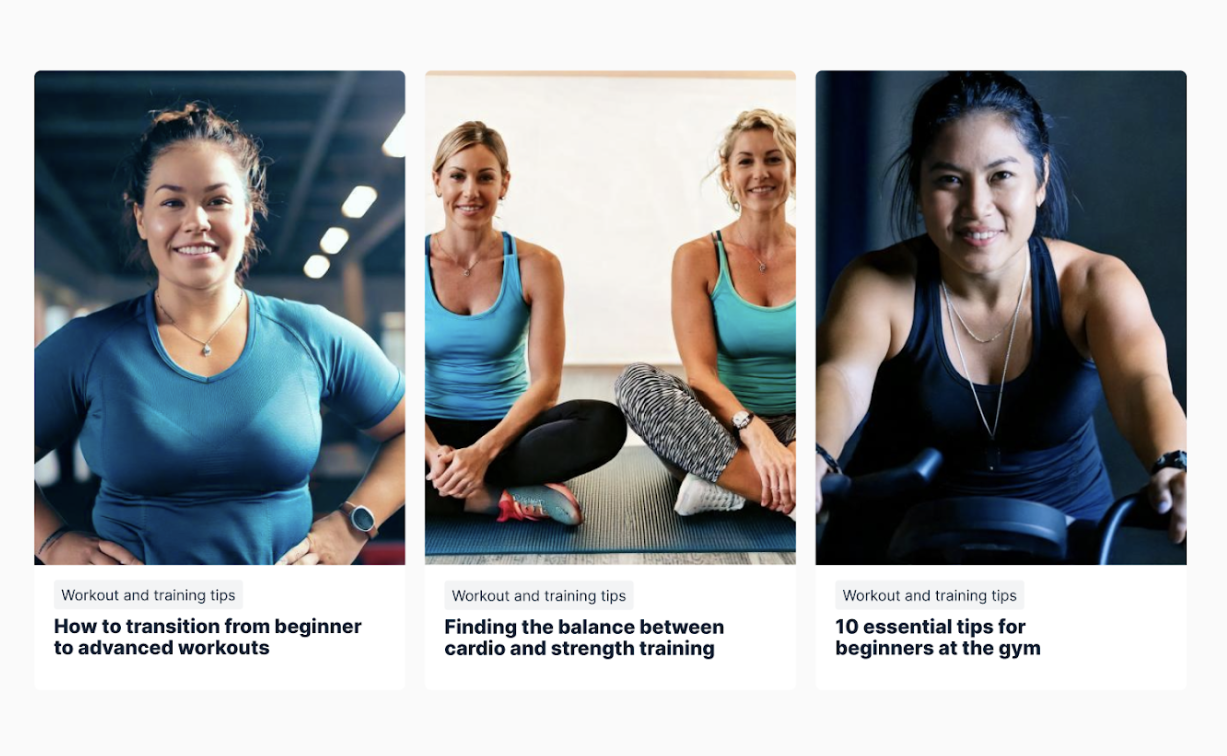 Workout and training tips
How to transition from beginner
to advanced workouts
Workout and training tips
Finding the balance between
cardio and strength training
Workout and training tips
10 essential tips for
beginners at the gym